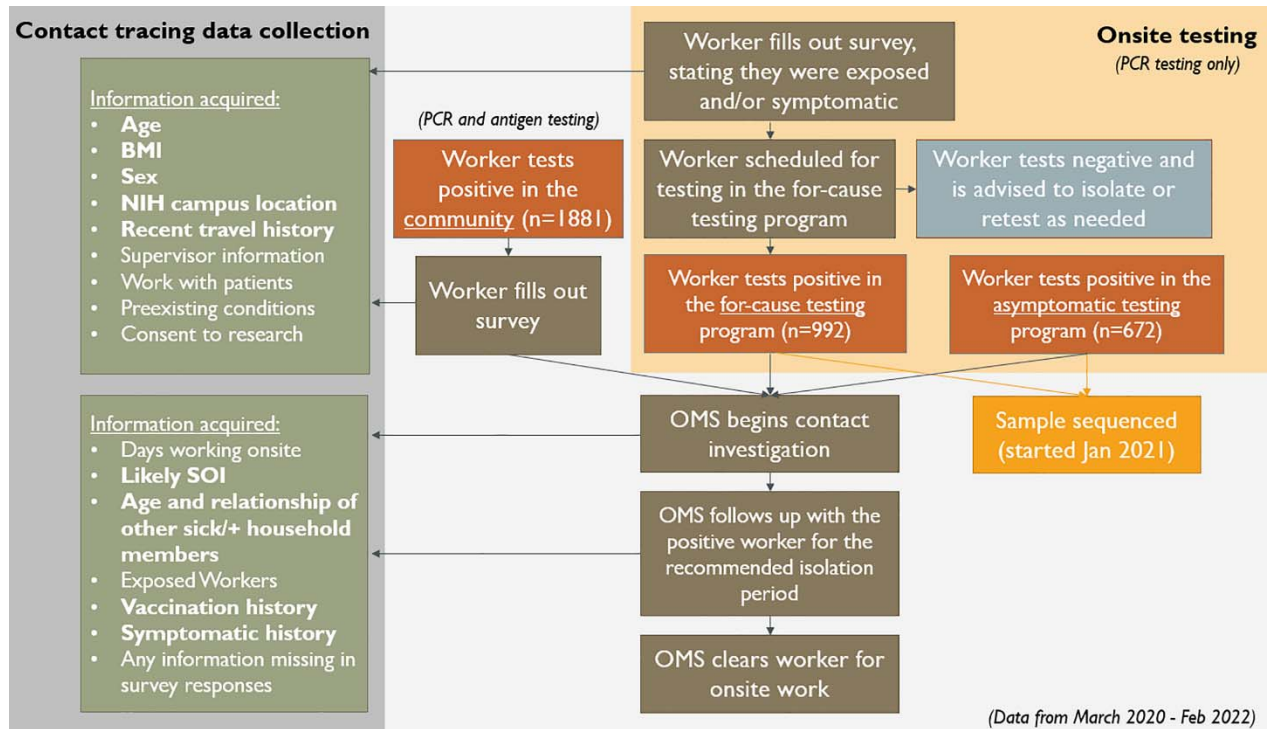 Contact tracing data collection
Information acquired:
• Age
• BMI
• Sex
• NIH campus location
• Recent travel history
• Supervisor information
• Work with patients
• Preexisting conditions
• Consent to research
Information acquired:
• Days working onsite
• Likely SOI
• Age and relationship of
other sick/+ household
members
• Exposed Workers
• Vaccination history
• Symptomatic history
• Any information missing in
survey responses
(PCR and antigen testing)
Worker tests
positive in the
community (n=1881)
Worker fills out
survey
Onsite testing
(PCR testing only)
Worker fills out survey,
stating they were exposed
and/or symptomatic
Worker scheduled for
testing in the for-cause
testing program
Worker tests negative and
is advised to isolate or
retest as needed
Worker tests positive in
the for-cause testing
program (n=992)
Worker tests positive in the
asymptomatic testing
program (n=672)
OMS begins contact
investigation
Sample sequenced
(started Jan 2021)
OMS follows up with the
positive worker for the
recommended isolation
period
OMS clears worker for
onsite work
(Data from March 2020 - Feb 2022)